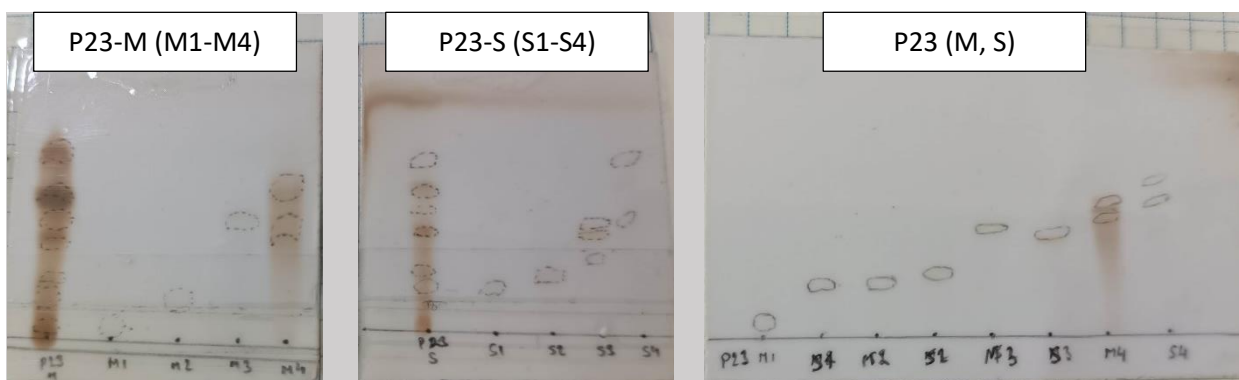 P23-M (M1-M4)
P23-S (S1-S4)
P23 (M, S)
P23 M1 M2 M3 M4
M
P23 S1 S2 S3 S4
S
P23 M1 S1 M2 S2 M3 S3 M4 S4